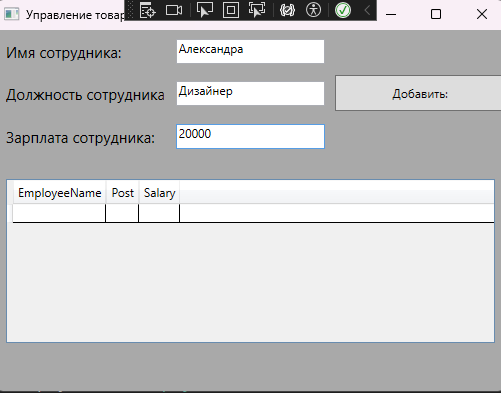 Управление товар
Имя сотрудника:
Александра
Должность сотрудника
Дизайнер
Добавить:
Зарплата сотрудника:
20000
EmployeeName Post Salary